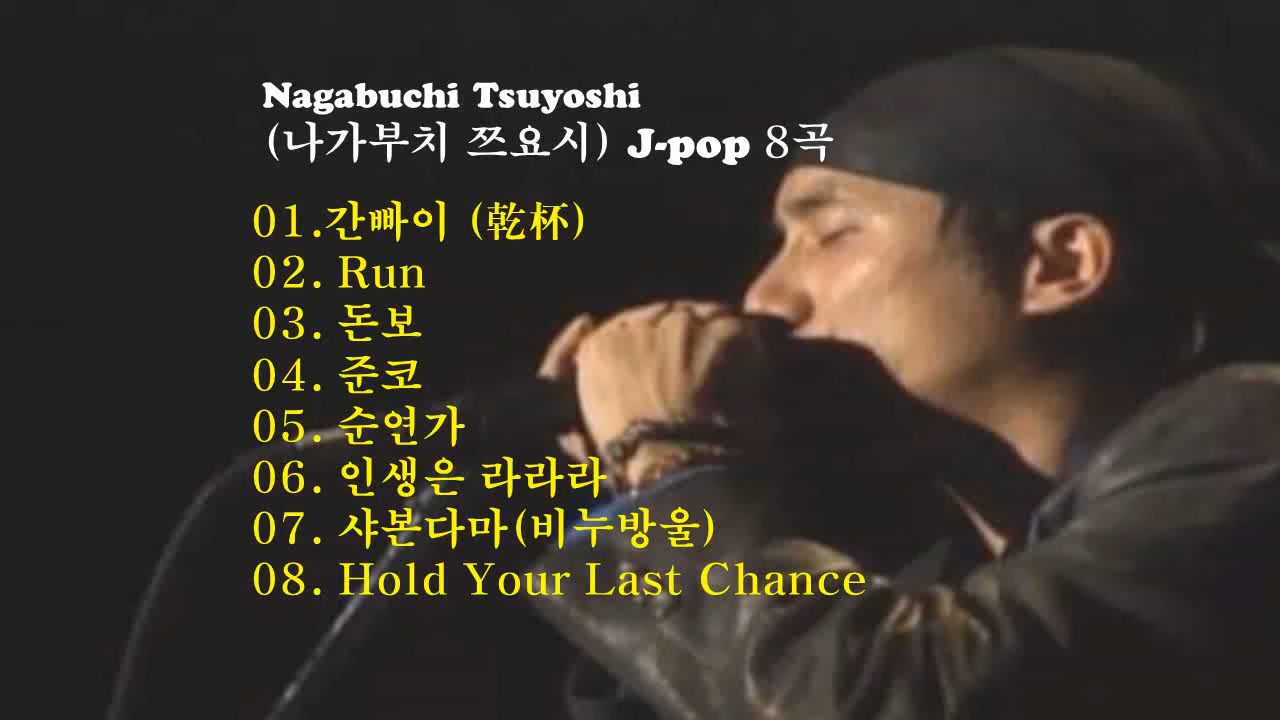 Nagabuchi Tsuyoshi
(나가부치 쯔요시) J-pop 8곡
01.간빠이 (乾杯)
02. Run
03. 돈보
04. 준코
05. 순연가
06. 인생은 라라라
07. 샤본다마(비누방울)
08. Hold Your Last Chance